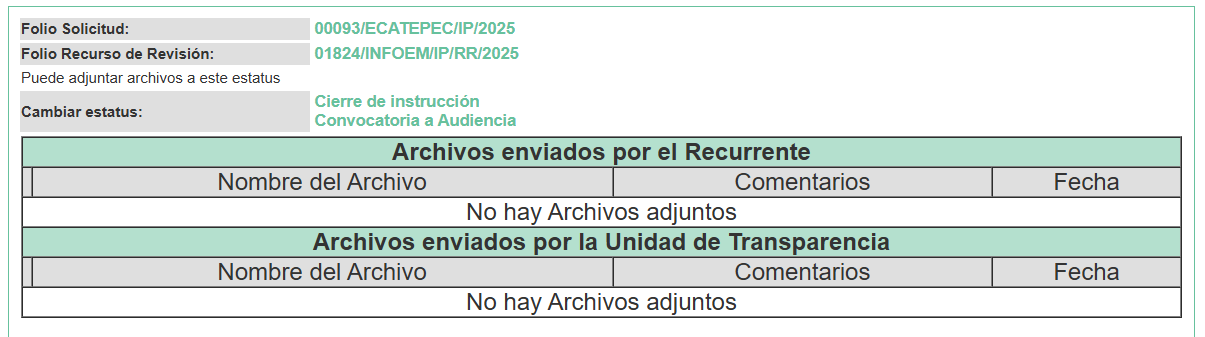 Folio Solicitud: 00093/ECATEPEC/IP/2025
Folio Recurso de Revisión: 01824/INFOEM/IP/RR/2025
Puede adjuntar archivos a este estatus
Cambiar estatus: Cierre de instrucción
Convocatoria a Audiencia
Archivos enviados por el Recurrente
Nombre del Archivo Comentarios Fecha
No hay Archivos adjuntos
Archivos enviados por la Unidad de Transparencia
Nombre del Archivo Comentarios Fecha
No hay Archivos adjuntos